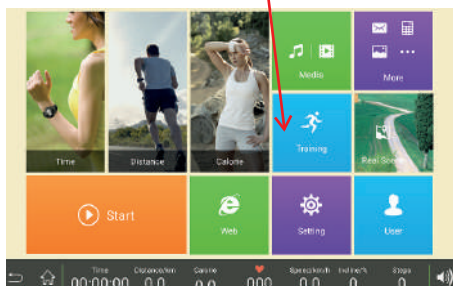 Media
More
Time
Distance
Calorie
Training
Real Scene
Start
Web
Setting
User
Time
Distance/km
Calorie
Speed/km/h
Incline/%
Steps
00:00:00
0.0
0.0
000
0.0
0
0